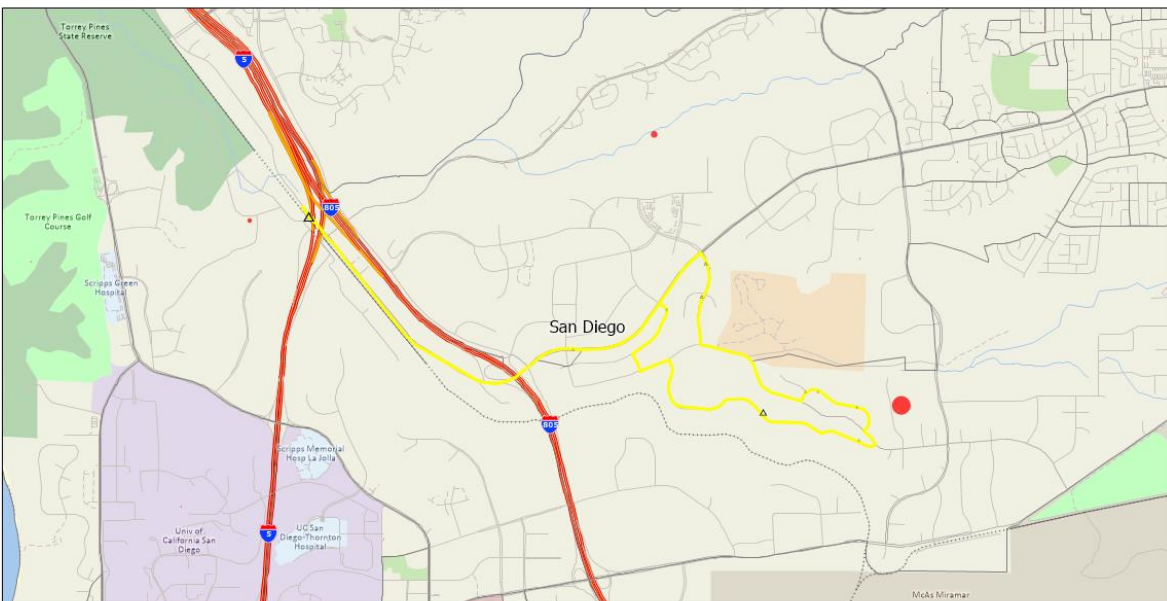 Torrey Pines
State Reserve
5
805
Torrey Pines Golf
Course
Scripps Green
Hospital
San Diego
805
Scripps Memorial
Hosp La Jolla
5
Univ of
California San
Diego
UC San
Diego-Thornton
Hospital
McAs Miramar